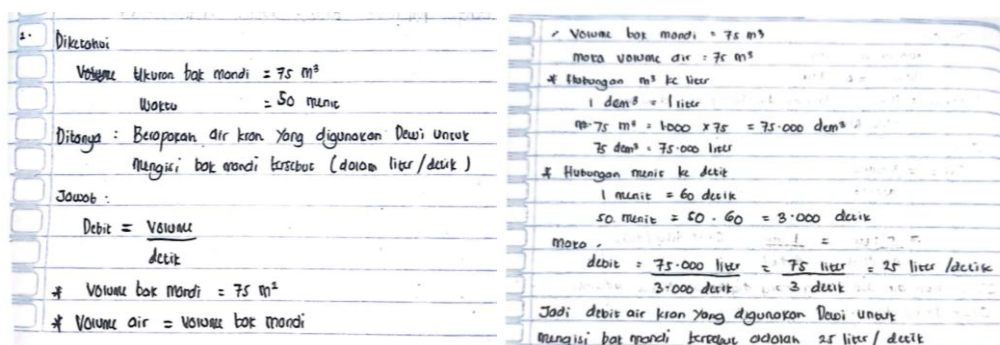 1. Diketahui
Ukuran bak mandi = 75 m³
Waktu = 50 menit
Ditanya : Berapakan air kran yang digunakan Dewi untuk
mengisi bak mandi tersebut (dalam liter/detik)
Jawab :
Debit = Volume
detik
* Volume bak mandi = 75 m²
* Volume air = Volume bak mandi
Volume bak mandi = 75 m³
maka volume air = 75 m³
* Hubungan m³ ke liter
1 dem³ = 1 liter
75 m³ = 1000 x 75 = 75.000 dem³
75 dem³ = 75.000 liter
* Hubungan menit ke detik
1 menit = 60 detik
50 menit = 50 . 60 = 3.000 detik
maka,
debit = 75.000 liter = 75 liter = 25 liter /detik
3.000 detik 3 detik
Jadi debit air kran yang digunakan Dewi untuk
mengisi bak mandi tersebut adalah 25 liter/detik